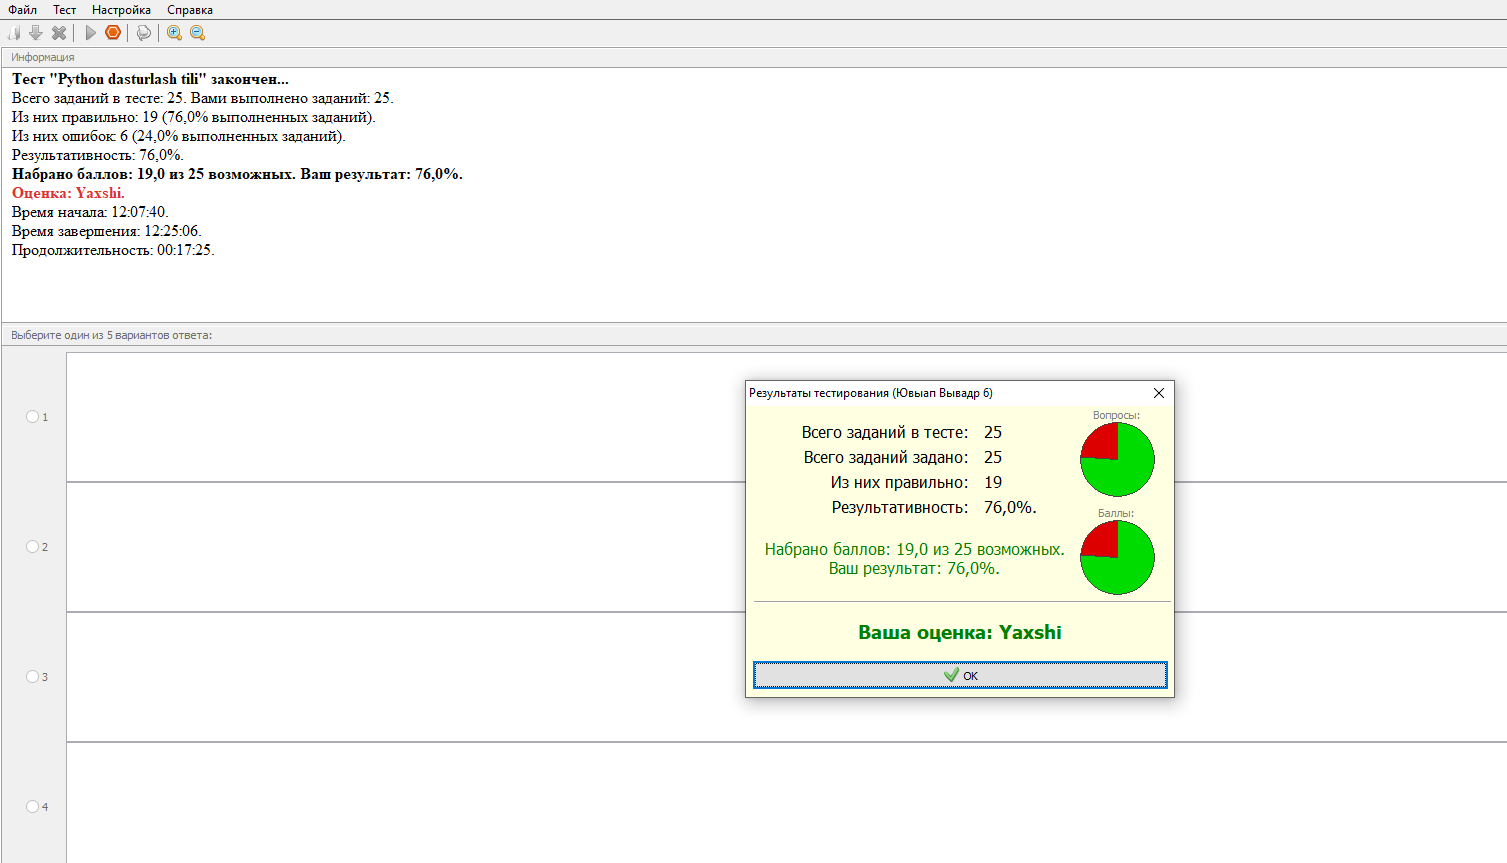 Файл Тест Настройка Справка
Информация
Тест "Python dasturlash tili" закончен...
Всего заданий в тесте: 25. Вами выполнено заданий: 25.
Из них правильно: 19 (76,0% выполненных заданий).
Из них ошибок: 6 (24,0% выполненных заданий).
Результативность: 76,0%.
Набрано баллов: 19,0 из 25 возможных. Ваш результат: 76,0%.
Оценка: Yaxshi.
Время начала: 12:07:40.
Время завершения: 12:25:06.
Продолжительность: 00:17:25.
Выберите один из 5 вариантов ответа:
1
2
3
4
Результаты тестирования (Ювыап Вывадр 6)
Вопросы:
Всего заданий в тесте: 25
Всего заданий задано: 25
Из них правильно: 19
Результативность: 76,0%.
Баллы:
Набрано баллов: 19,0 из 25 возможных.
Ваш результат: 76,0%.
Ваша оценка: Yaxshi
OK